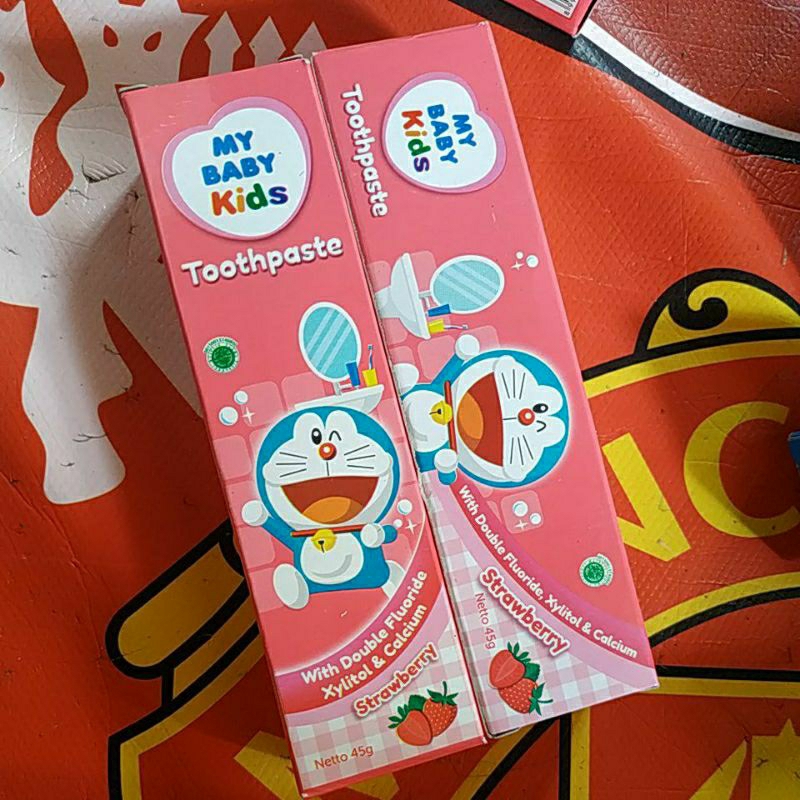 MY
BABY
Kids
Toothpaste
With Double Fluoride
Xylitol & Calcium
Strawberry
Netto 45g
MY
BABY
Kids
Toothpaste
With Double Fluoride, Xylitol & Calcium
Strawberry
Netto 45g
NC